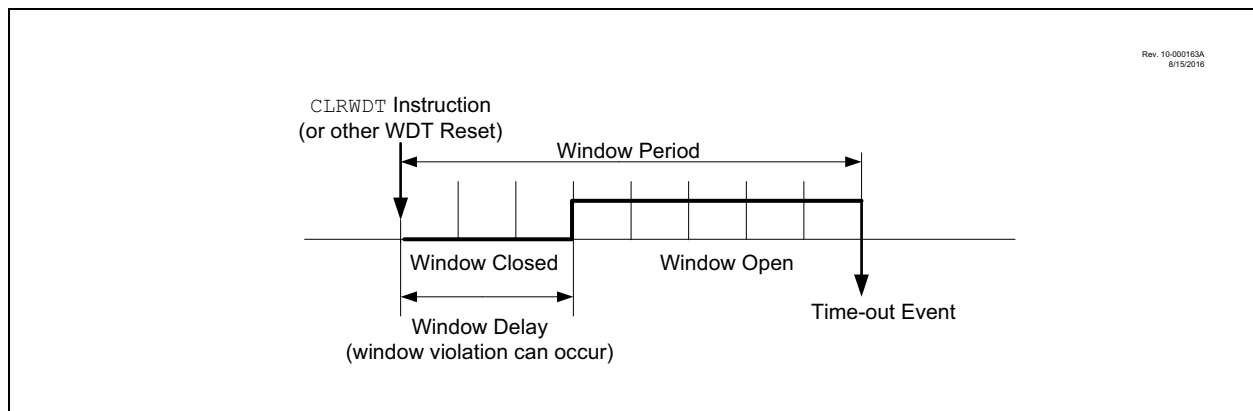 Rev. 10-000163A
8/15/2016
CLRWDT Instruction
(or other WDT Reset)
Window Period
Window Closed
Window Open
Window Delay
(window violation can occur)
Time-out Event